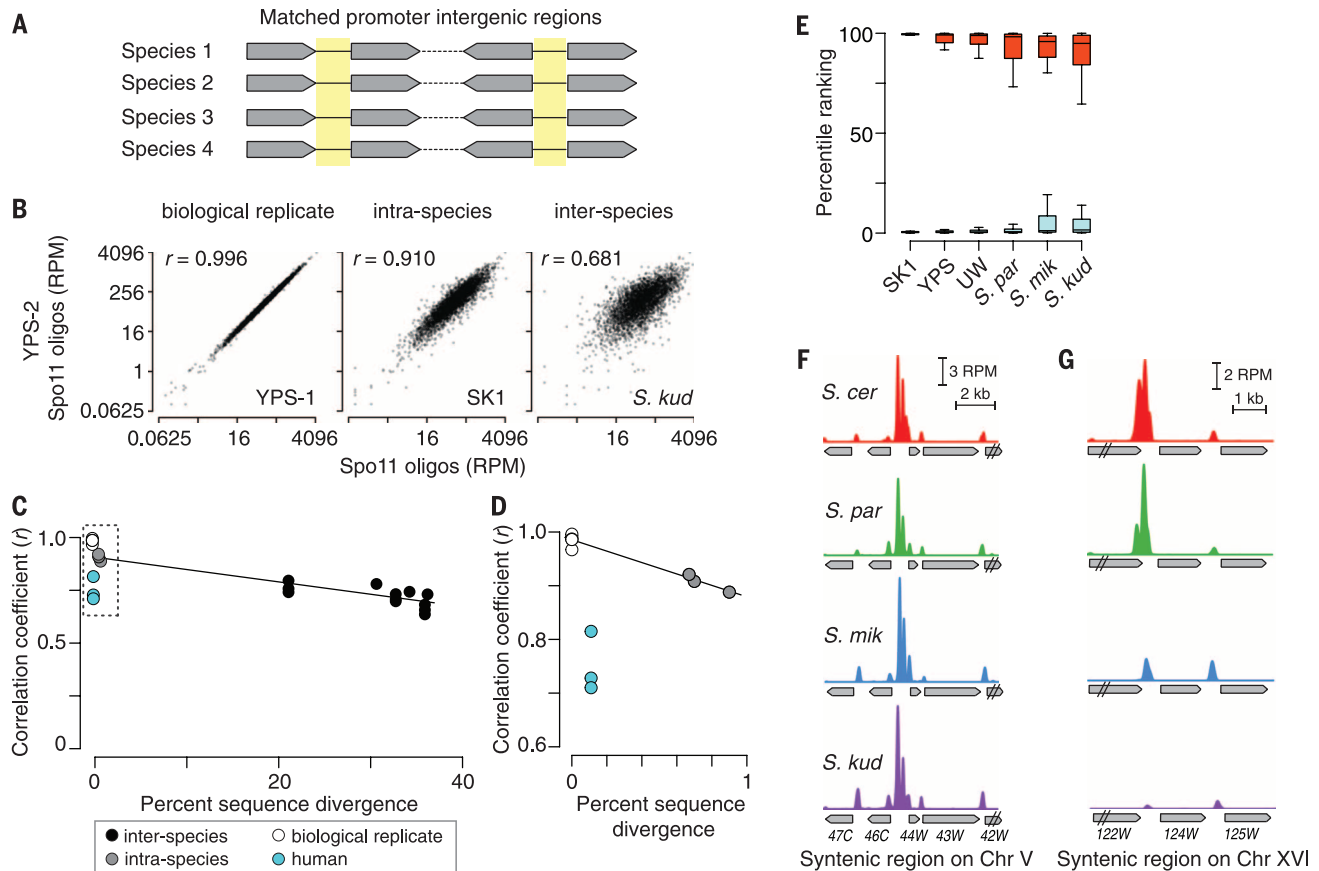 A
Matched promoter intergenic regions
Species 1
Species 2
Species 3
Species 4
B
biological replicate
intra-species
inter-species
YPS-2
Spo11 oligos (RPM)
4096
256
16
1
0.0625
r = 0.996
r = 0.910
r = 0.681
YPS-1
SK1
S. kud
0.0625
16
4096
16
4096
16
4096
Spo11 oligos (RPM)
C
Correlation coefficient (r)
1.0
0.5
0
0
20
40
Percent sequence divergence
inter-species
biological replicate
intra-species
human
D
Correlation coefficient (r)
1.0
0.8
0.6
0
1
Percent sequence
divergence
E
Percentile ranking
100
50
0
SK1
YPS
UW
S. par
S. mik
S. kud
F
S. cer
3 RPM
2 kb
S. par
S. mik
S. kud
47C
46C
44W
43W
42W
Syntenic region on Chr V
G
2 RPM
1 kb
122W
124W
125W
Syntenic region on Chr XVI